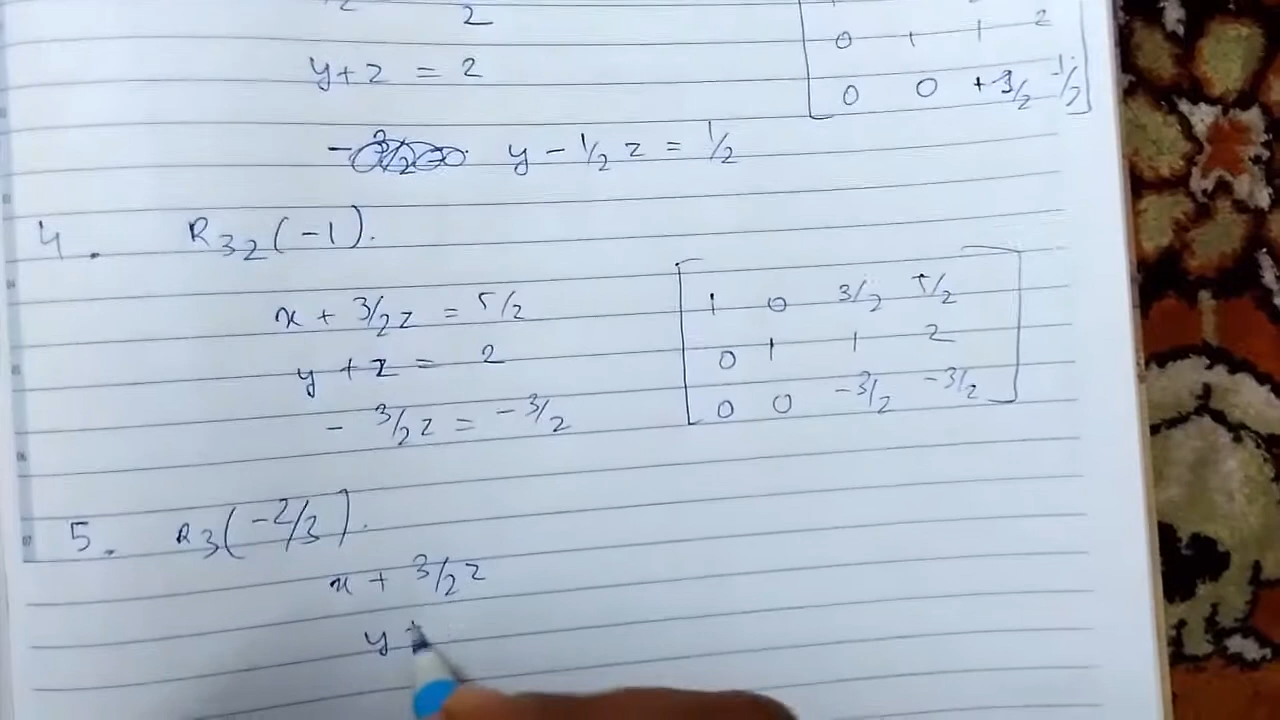 2
0 1 1 2
y+z = 2
0 0 + 3/2 1/2
y - 1/2 z = 1/2
4. R32(-1).
x + 3/2 z = 5/2
1 0 3/2 5/2
y + z = 2
0 1 1 2
- 3/2 z = -3/2
0 0 -3/2 -3/2
5. R3(-2/3).
x + 3/2 z
y +